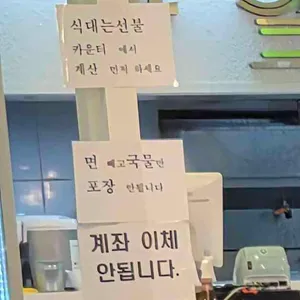 식대는선불
카운터 에서
계산 먼저 하세요
면 빼고국물만
포장 안됩니다
계좌 이체
안됩니다.